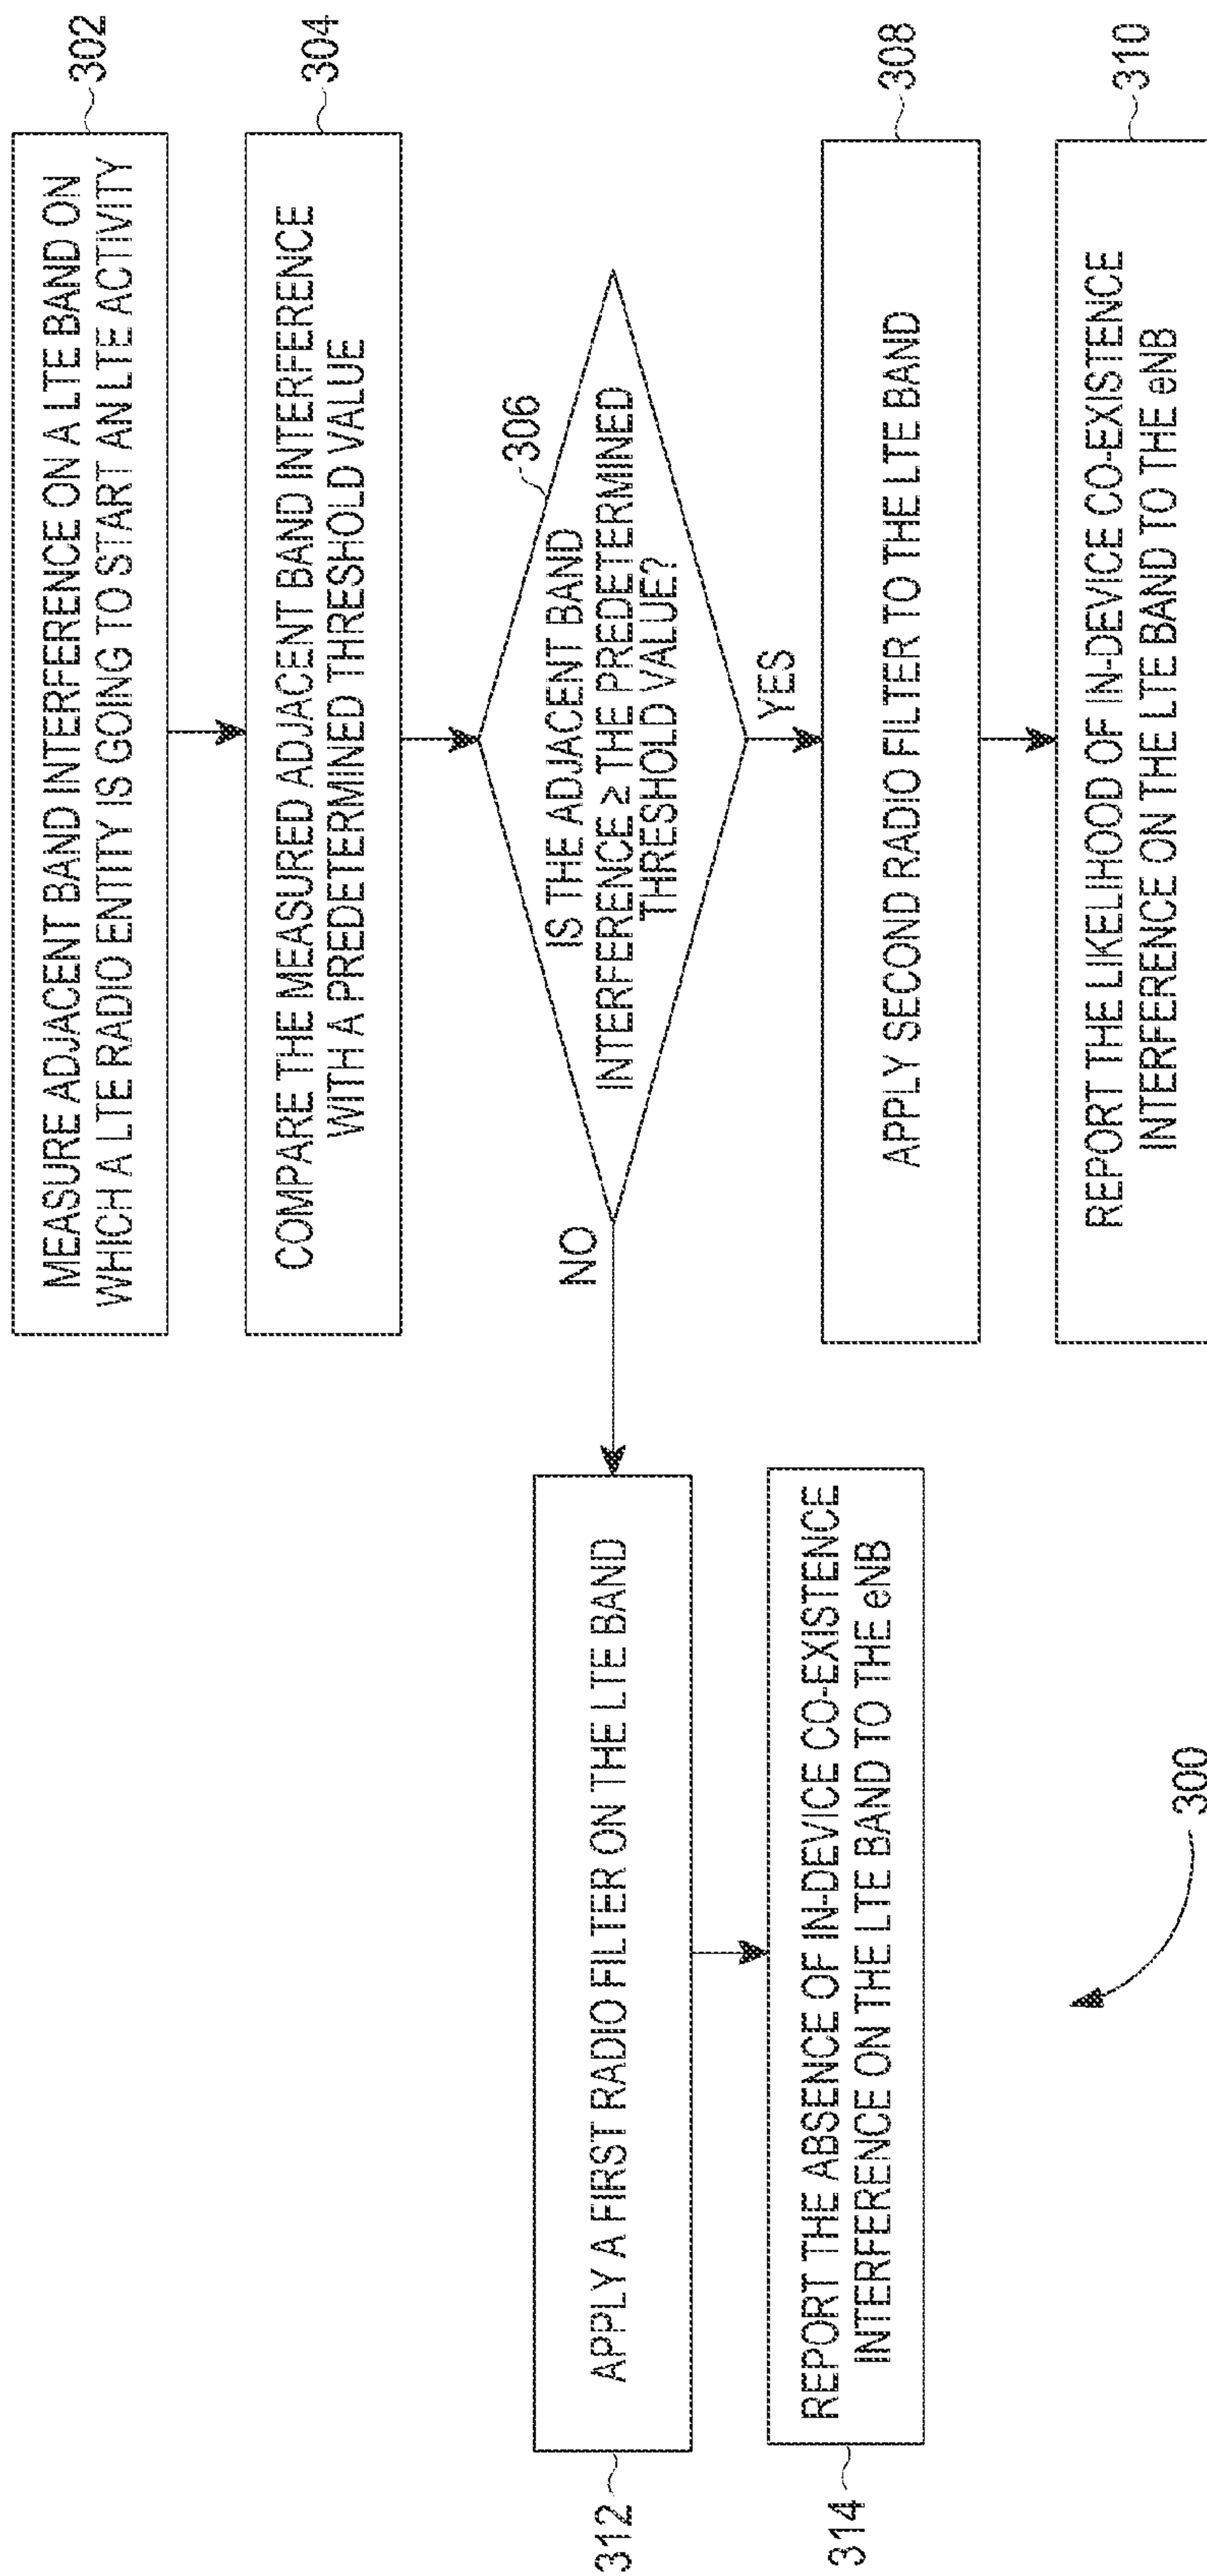 302
MEASURE ADJACENT BAND INTERFERENCE ON A LTE BAND ON
WHICH A LTE RADIO ENTITY IS GOING TO START AN LTE ACTIVITY
304
COMPARE THE MEASURED ADJACENT BAND INTERFERENCE
WITH A PREDETERMINED THRESHOLD VALUE
306
IS THE ADJACENT BAND
INTERFERENCE ≥ THE PREDETERMINED
THRESHOLD VALUE?
NO
YES
312
APPLY A FIRST RADIO FILTER ON THE LTE BAND
314
REPORT THE ABSENCE OF IN-DEVICE CO-EXISTENCE
INTERFERENCE ON THE LTE BAND TO THE eNB
308
APPLY SECOND RADIO FILTER TO THE LTE BAND
310
REPORT THE LIKELIHOOD OF IN-DEVICE CO-EXISTENCE
INTERFERENCE ON THE LTE BAND TO THE eNB
300